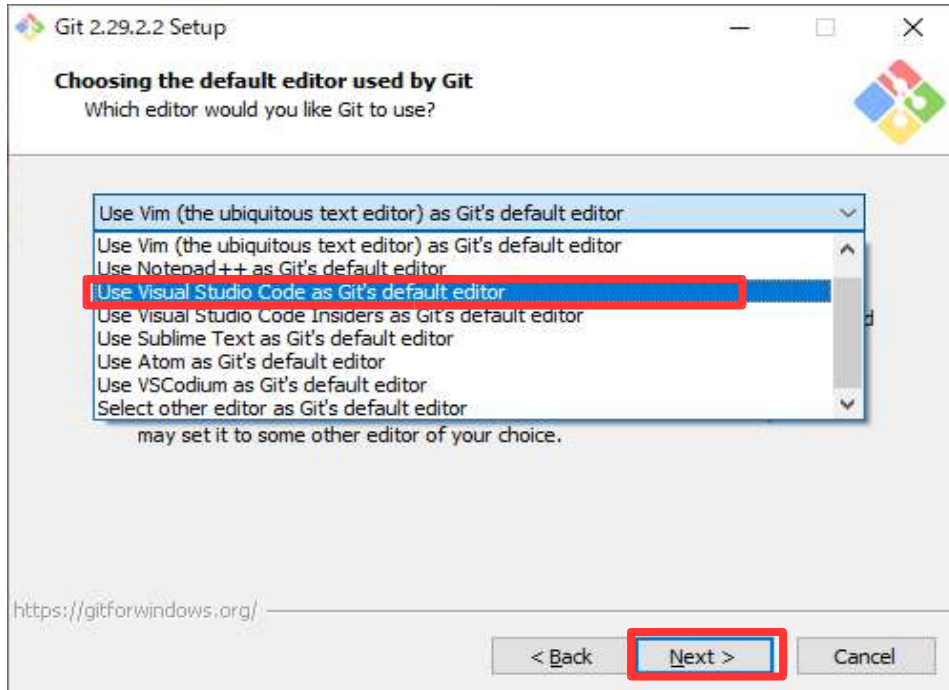 Git 2.29.2.2 Setup
Choosing the default editor used by Git
Which editor would you like Git to use?
Use Vim (the ubiquitous text editor) as Git's default editor
Use Vim (the ubiquitous text editor) as Git's default editor
Use Notepad++ as Git's default editor
Use Visual Studio Code as Git's default editor
Use Visual Studio Code Insiders as Git's default editor
Use Sublime Text as Git's default editor
Use Atom as Git's default editor
Use VSCodium as Git's default editor
Select other editor as Git's default editor
may set it to some other editor of your choice.
https://gitforwindows.org/
< Back Next > Cancel